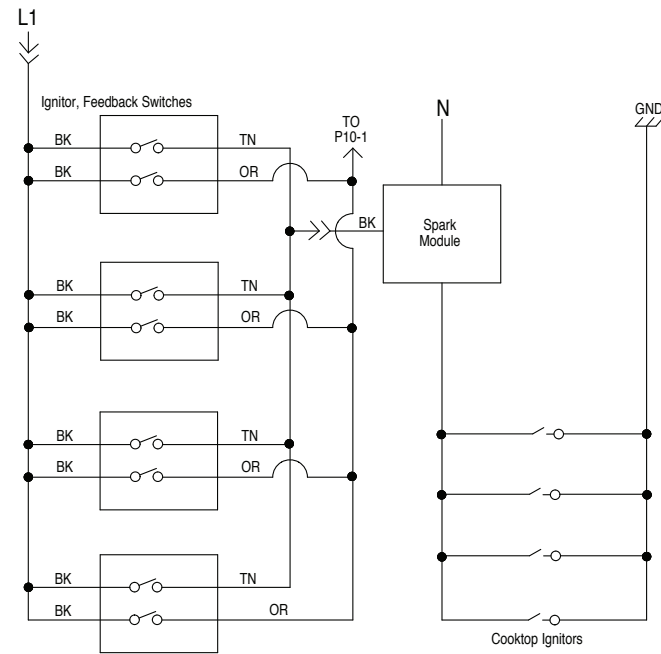 L1
Ignitor, Feedback Switches
BK
TN
BK
OR
TO
P10-1
N
GND
BK
Spark
Module
BK
TN
BK
OR
BK
TN
BK
OR
BK
TN
BK
OR
Cooktop Ignitors